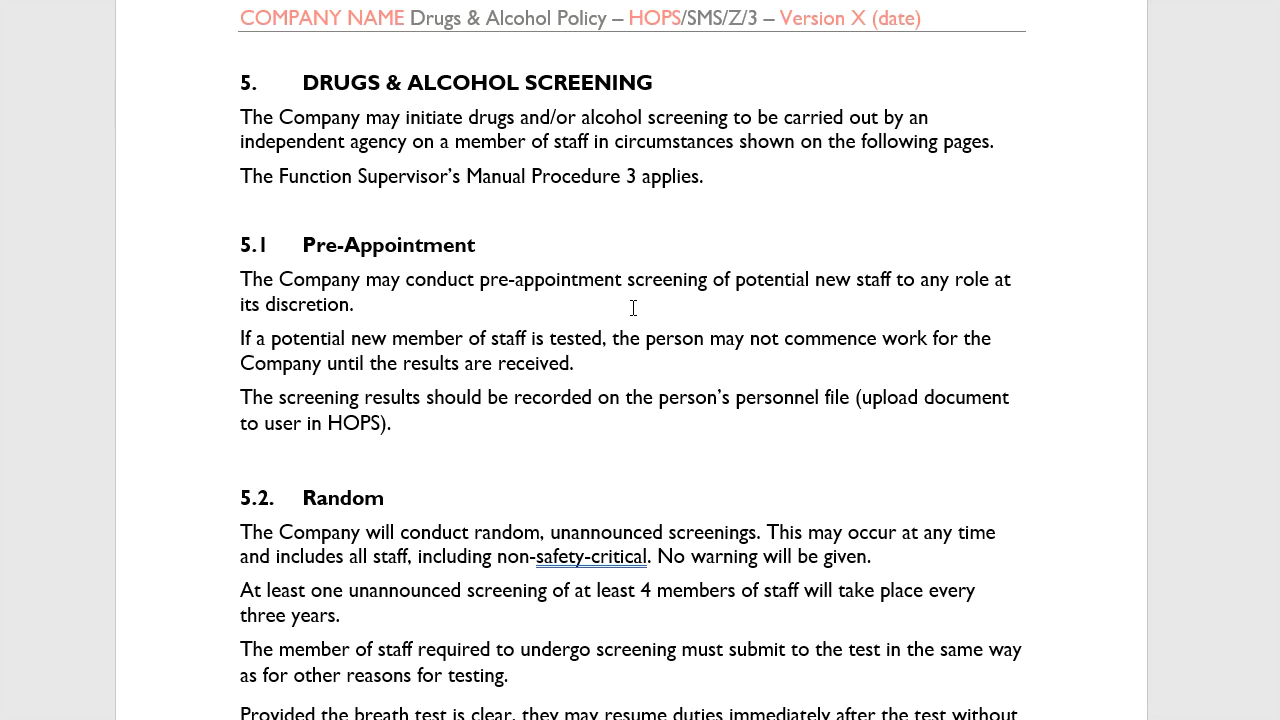 COMPANY NAME Drugs & Alcohol Policy – HOPS/SMS/Z/3 – Version X (date)
5. DRUGS & ALCOHOL SCREENING
The Company may initiate drugs and/or alcohol screening to be carried out by an
independent agency on a member of staff in circumstances shown on the following pages.
The Function Supervisor’s Manual Procedure 3 applies.
5.1 Pre-Appointment
The Company may conduct pre-appointment screening of potential new staff to any role at
its discretion.
If a potential new member of staff is tested, the person may not commence work for the
Company until the results are received.
The screening results should be recorded on the person’s personnel file (upload document
to user in HOPS).
5.2. Random
The Company will conduct random, unannounced screenings. This may occur at any time
and includes all staff, including non-safety-critical. No warning will be given.
At least one unannounced screening of at least 4 members of staff will take place every
three years.
The member of staff required to undergo screening must submit to the test in the same way
as for other reasons for testing.
Provided the breath test is clear, they may resume duties immediately after the test without